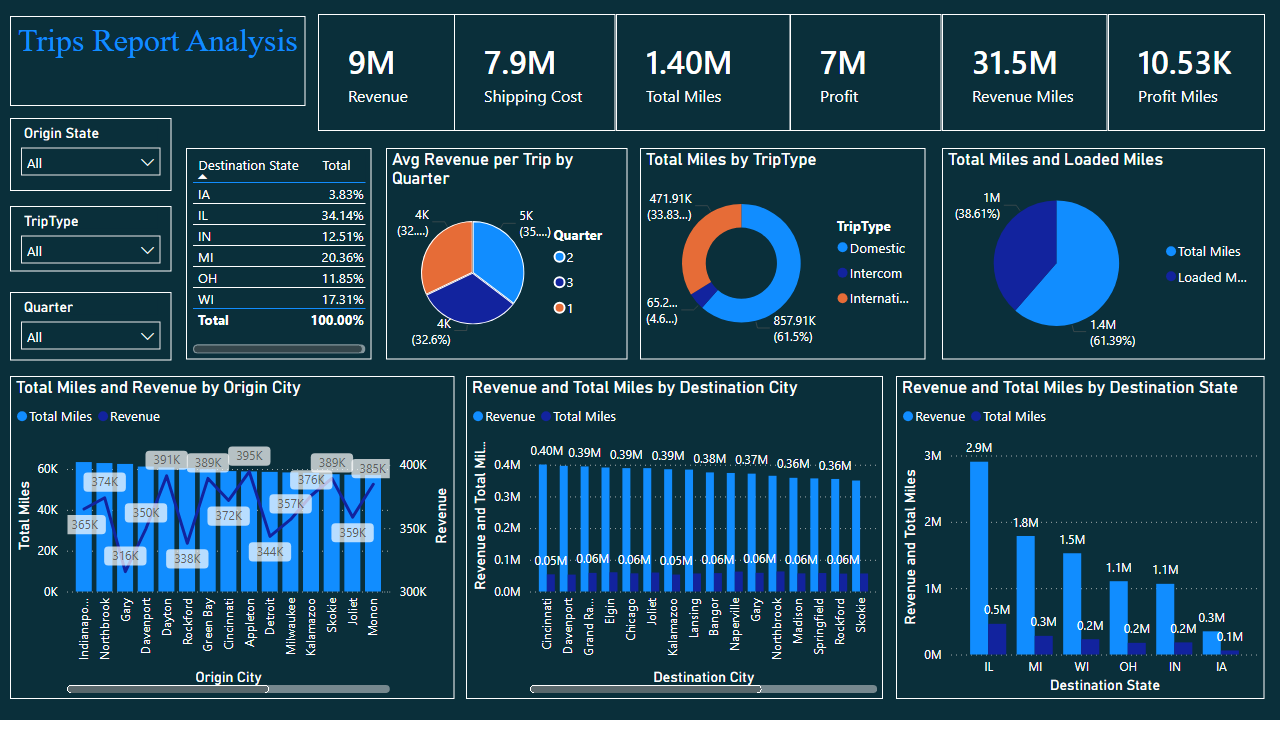 Trips Report Analysis
9M
Revenue
7.9M
Shipping Cost
1.40M
Total Miles
7M
Profit
31.5M
Revenue Miles
10.53K
Profit Miles
Origin State
All
TripType
All
Quarter
All
Destination State Total
IA 3.83%
IL 34.14%
IN 12.51%
MI 20.36%
OH 11.85%
WI 17.31%
Total 100.00%
Avg Revenue per Trip by
Quarter
4K
(32....)
5K
(35....)
4K
(32.6%)
Quarter
2
3
1
Total Miles by TripType
471.91K
(33.83...)
65.2...
(4.6...)
857.91K
(61.5%)
TripType
Domestic
Intercom
Internati...
Total Miles and Loaded Miles
1M
(38.61%)
1.4M
(61.39%)
Total Miles
Loaded M...
Total Miles and Revenue by Origin City
Total Miles Revenue
Total Miles
60K
40K
20K
0K
365K
374K
316K
350K
391K
338K
389K
372K
395K
344K
357K
376K
389K
359K
385K
400K
350K
300K
Revenue
Indianapo...
Northbrook
Gary
Davenport
Dayton
Rockford
Green Bay
Cincinnati
Appleton
Detroit
Milwaukee
Kalamazoo
Skokie
Joliet
Monon
Origin City
Revenue and Total Miles by Destination City
Revenue Total Miles
Revenue and Total Mil...
0.4M
0.3M
0.2M
0.1M
0.0M
0.40M
0.39M
0.39M
0.39M
0.38M
0.37M
0.36M
0.36M
0.05M
0.06M
0.06M
0.05M
0.06M
0.06M
0.06M
0.06M
Cincinnati
Davenport
Grand Ra...
Elgin
Chicago
Joliet
Kalamazoo
Lansing
Bangor
Naperville
Gary
Northbrook
Madison
Springfield
Rockford
Skokie
Destination City
Revenue and Total Miles by Destination State
Revenue Total Miles
Revenue and Total Miles
3M
2M
1M
0M
2.9M
1.8M
1.5M
1.1M
1.1M
0.3M
0.5M
0.3M
0.2M
0.2M
0.2M
0.1M
IL
MI
WI
OH
IN
IA
Destination State